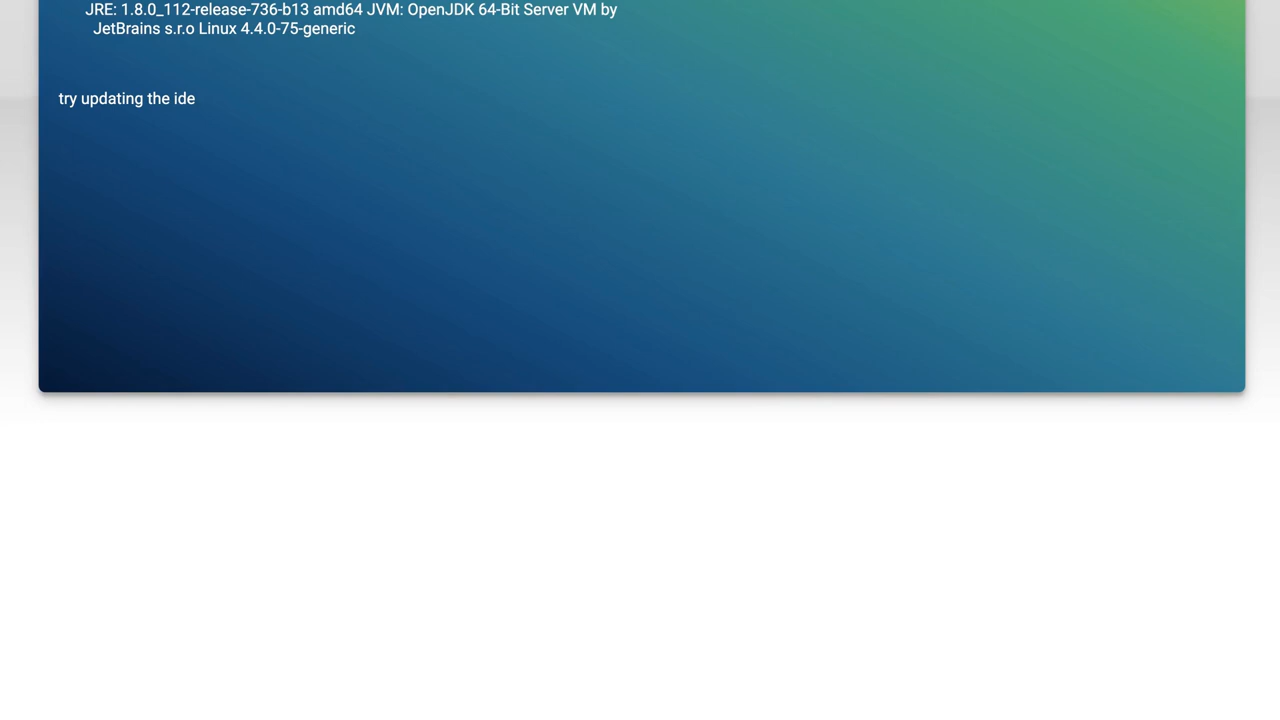 JRE: 1.8.0_112-release-736-b13 amd64 JVM: OpenJDK 64-Bit Server VM by
JetBrains s.r.o Linux 4.4.0-75-generic
try updating the ide